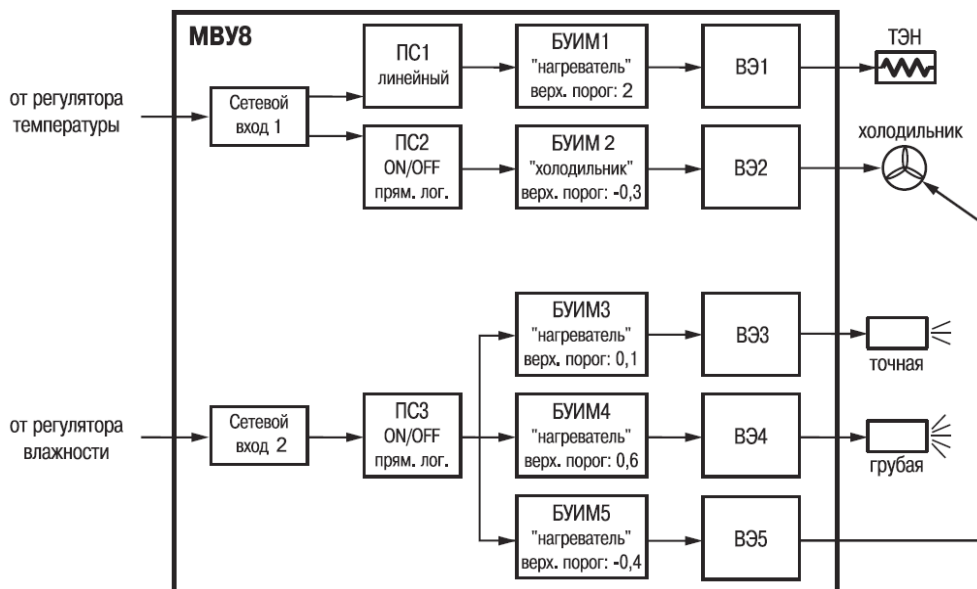 МВУ8
от регулятора
температуры
Сетевой
вход 1
ПС1
линейный
БУИМ1
"нагреватель"
верх. порог: 2
ВЭ1
ТЭН
ПС2
ON/OFF
прям. лог.
БУИМ 2
"холодильник"
верх. порог: -0,3
ВЭ2
холодильник
БУИМ3
"нагреватель"
верх. порог: 0,1
ВЭ3
точная
от регулятора
влажности
Сетевой
вход 2
ПС3
ON/OFF
прям. лог.
БУИМ4
"нагреватель"
верх. порог: 0,6
ВЭ4
грубая
БУИМ5
"нагреватель"
верх. порог: -0,4
ВЭ5